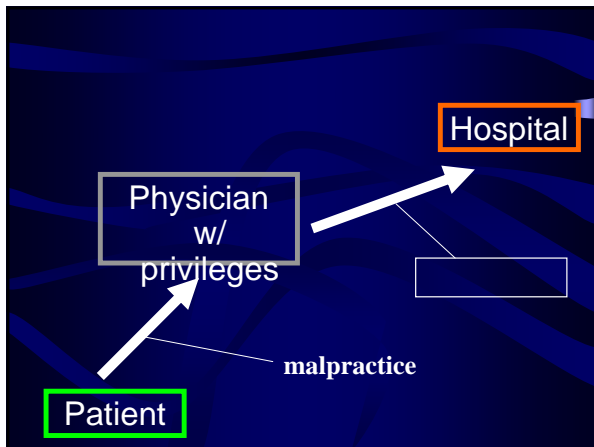 Hospital
Physician
w/
privileges
malpractice
Patient